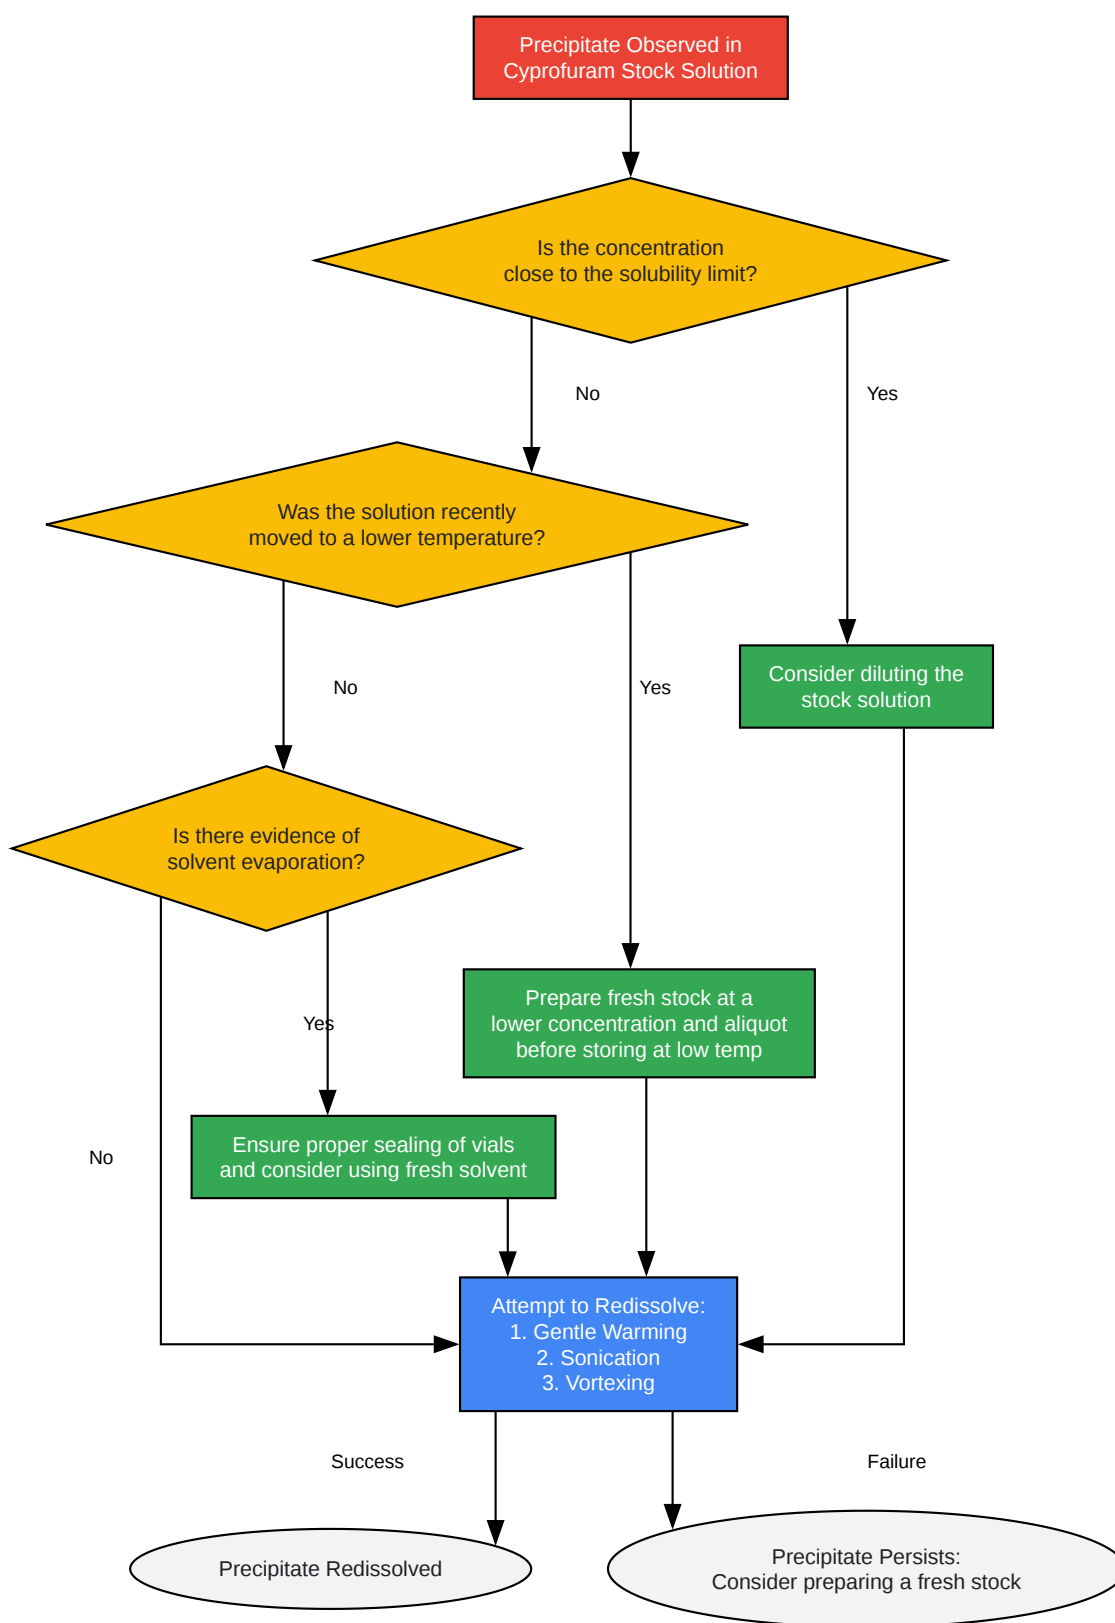 Precipitate Observed in
Cyprofuram Stock Solution
Is the concentration
close to the solubility limit?
No
Yes
Was the solution recently
moved to a lower temperature?
No
Yes
Consider diluting the
stock solution
Is there evidence of
solvent evaporation?
Yes
Prepare fresh stock at a
lower concentration and aliquot
before storing at low temp
No
Ensure proper sealing of vials
and consider using fresh solvent
Attempt to Redissolve:
1. Gentle Warming
2. Sonication
3. Vortexing
Success
Failure
Precipitate Redissolved
Precipitate Persists:
Consider preparing a fresh stock